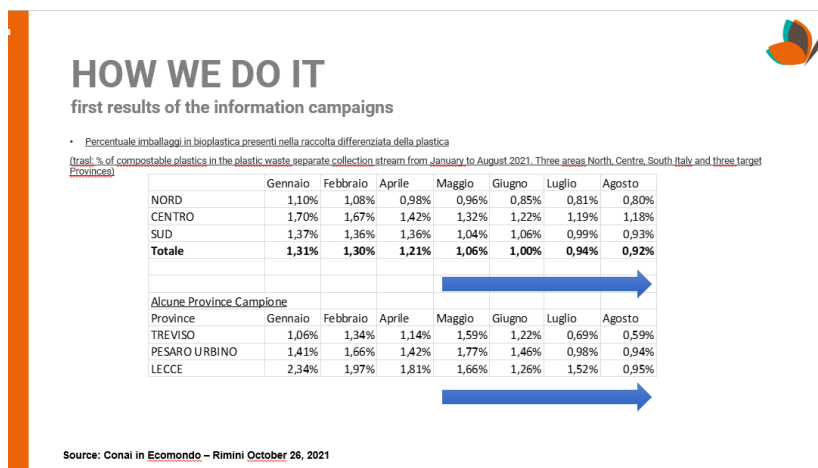 HOW WE DO IT
first results of the information campaigns
• Percentuale imballaggi in bioplastica presenti nella raccolta differenziata della plastica
(trasl: % of compostable plastics in the plastic waste separate collection stream from January to August 2021. Three areas North, Centre, South Italy and three target
Provinces)
Gennaio Febbraio Aprile Maggio Giugno Luglio Agosto
NORD 1,10% 1,08% 0,98% 0,96% 0,85% 0,81% 0,80%
CENTRO 1,70% 1,67% 1,42% 1,32% 1,22% 1,19% 1,18%
SUD 1,37% 1,36% 1,36% 1,04% 1,06% 0,99% 0,93%
Totale 1,31% 1,30% 1,21% 1,06% 1,00% 0,94% 0,92%
Alcune Province Campione
Province Gennaio Febbraio Aprile Maggio Giugno Luglio Agosto
TREVISO 1,06% 1,34% 1,14% 1,59% 1,22% 0,69% 0,59%
PESARO URBINO 1,41% 1,66% 1,42% 1,77% 1,46% 0,98% 0,94%
LECCE 2,34% 1,97% 1,81% 1,66% 1,26% 1,52% 0,95%
Source: Conai in Ecomondo – Rimini October 26, 2021